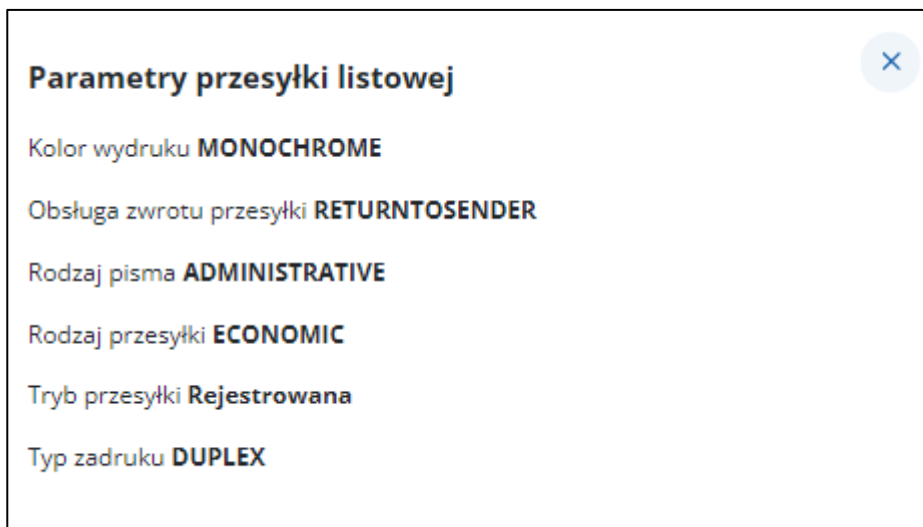 Parametry przesyłki listowej
Kolor wydruku MONOCHROME
Obsługa zwrotu przesyłki RETURNTOSENDER
Rodzaj pisma ADMINISTRATIVE
Rodzaj przesyłki ECONOMIC
Tryb przesyłki Rejestrowana
Typ zadruku DUPLEX